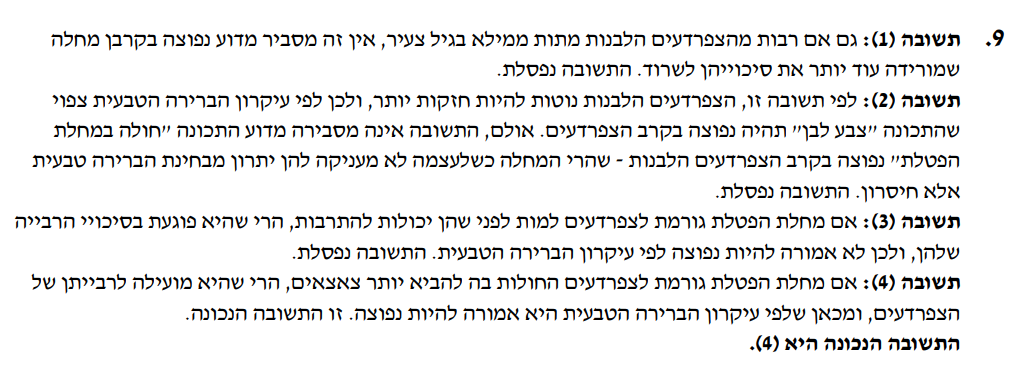 9. תשובה (1): גם אם רבות מהצפרדעים הלבנות מתות ממילא בגיל צעיר, אין זה מסביר מדוע נפוצה בקרבן מחלה
שמורידה עוד יותר את סיכוייהן לשרוד. התשובה נפסלת.
תשובה (2): לפי תשובה זו, הצפרדעים הלבנות נוטות להיות חזקות יותר, ולכן לפי עיקרון הברירה הטבעית צפוי
שהתכונה "צבע לבן" תהיה נפוצה בקרב הצפרדעים. אולם, התשובה אינה מסבירה מדוע התכונה "חולה במחלת
הפטלת" נפוצה בקרב הצפרדעים הלבנות - שהרי המחלה כשלעצמה לא מעניקה להן יתרון מבחינת הברירה טבעית
אלא חיסרון. התשובה נפסלת.
תשובה (3): אם מחלת הפטלת גורמת לצפרדעים למות לפני שהן יכולות להתרבות, הרי שהיא פוגעת בסיכויי הרבייה
שלהן, ולכן לא אמורה להיות נפוצה לפי עיקרון הברירה הטבעית. התשובה נפסלת.
תשובה (4): אם מחלת הפטלת גורמת לצפרדעים החולות בה להביא יותר צאצאים, הרי שהיא מועילה לרבייתן של
הצפרדעים, ומכאן שלפי עיקרון הברירה הטבעית היא אמורה להיות נפוצה. זו התשובה הנכונה.
התשובה הנכונה היא (4).